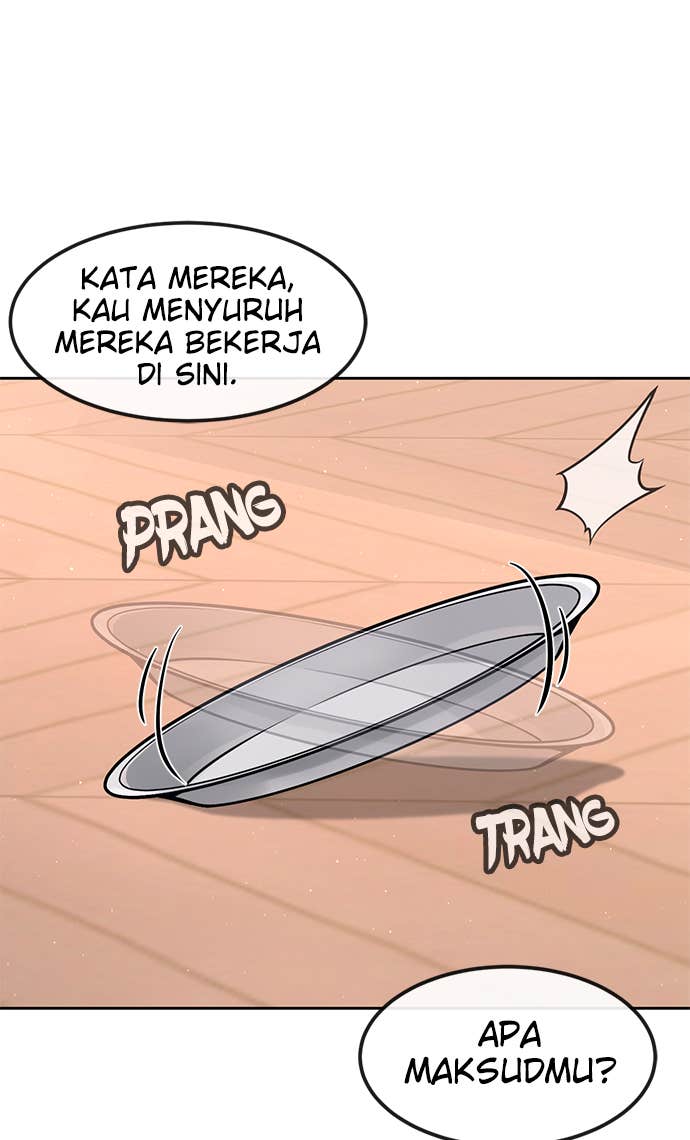 KATA MEREKA,
KAU MENYURUH
MEREKA BEKERJA
DI SINI.
PRANG
TRANG
APA
MAKSUDMU?